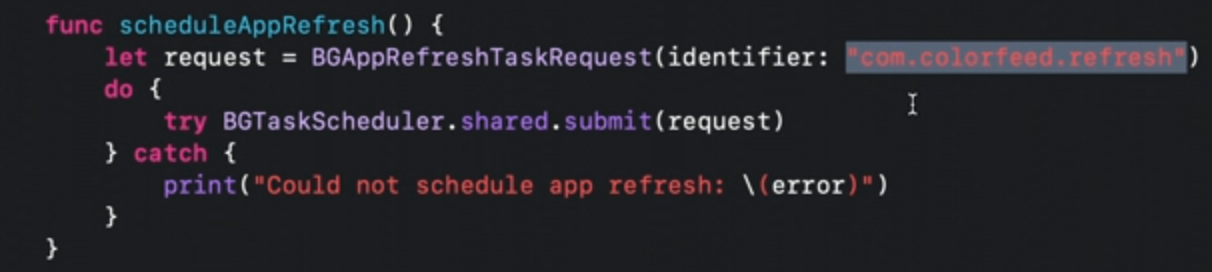 func scheduleAppRefresh() {
    let request = BGAppRefreshTaskRequest(identifier: "com.colorfeed.refresh")
    do {
        try BGTaskScheduler.shared.submit(request)
    } catch {
        print("Could not schedule app refresh: \(error)")
    }
}